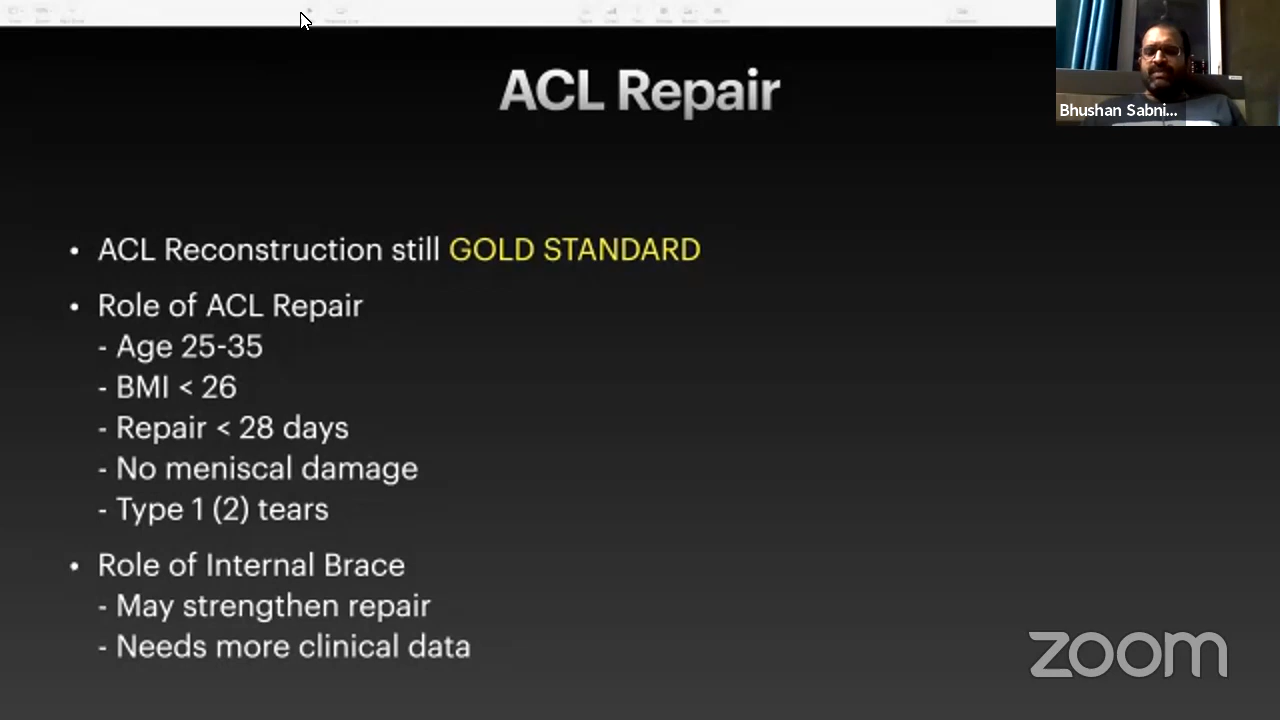 ACL Repair
Bhushan Sabni...
• ACL Reconstruction still GOLD STANDARD
• Role of ACL Repair
- Age 25-35
- BMI < 26
- Repair < 28 days
- No meniscal damage
- Type 1 (2) tears
• Role of Internal Brace
- May strengthen repair
- Needs more clinical data
zoom